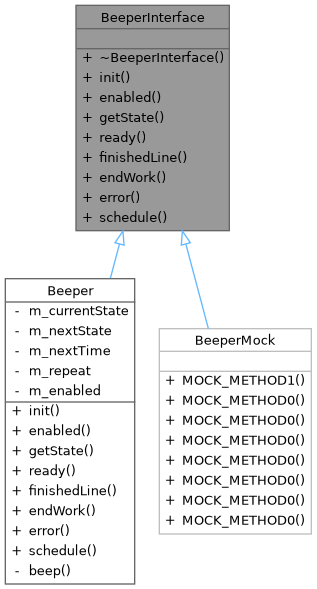 BeeperInterface
+ ~BeeperInterface()
+ init()
+ enabled()
+ getState()
+ ready()
+ finishedLine()
+ endWork()
+ error()
+ schedule()
Beeper
- m_currentState
- m_nextState
- m_nextTime
- m_repeat
- m_enabled
+ init()
+ enabled()
+ getState()
+ ready()
+ finishedLine()
+ endWork()
+ error()
+ schedule()
- beep()
BeeperMock
+ MOCK_METHOD1()
+ MOCK_METHOD0()
+ MOCK_METHOD0()
+ MOCK_METHOD0()
+ MOCK_METHOD0()
+ MOCK_METHOD0()
+ MOCK_METHOD0()
+ MOCK_METHOD0()